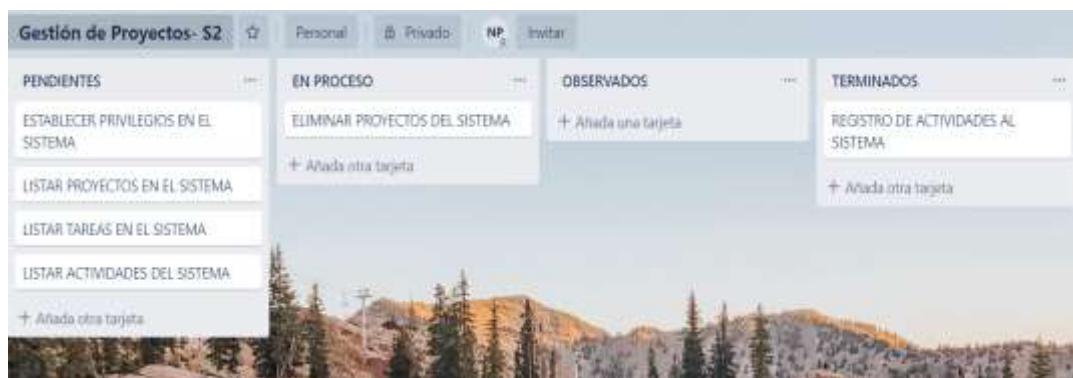 Gestión de Proyectos- S2
Personal
Privado
NP
Invitar
PENDIENTES
ESTABLECER PRIVILEGIOS EN EL
SISTEMA
LISTAR PROYECTOS EN EL SISTEMA
LISTAR TAREAS EN EL SISTEMA
LISTAR ACTIVIDADES DEL SISTEMA
+ Añada otra tarjeta
EN PROCESO
ELIMINAR PROYECTOS DEL SISTEMA
+ Añada otra tarjeta
OBSERVADOS
+ Añada una tarjeta
TERMINADOS
REGISTRO DE ACTIVIDADES AL
SISTEMA
+ Añada otra tarjeta